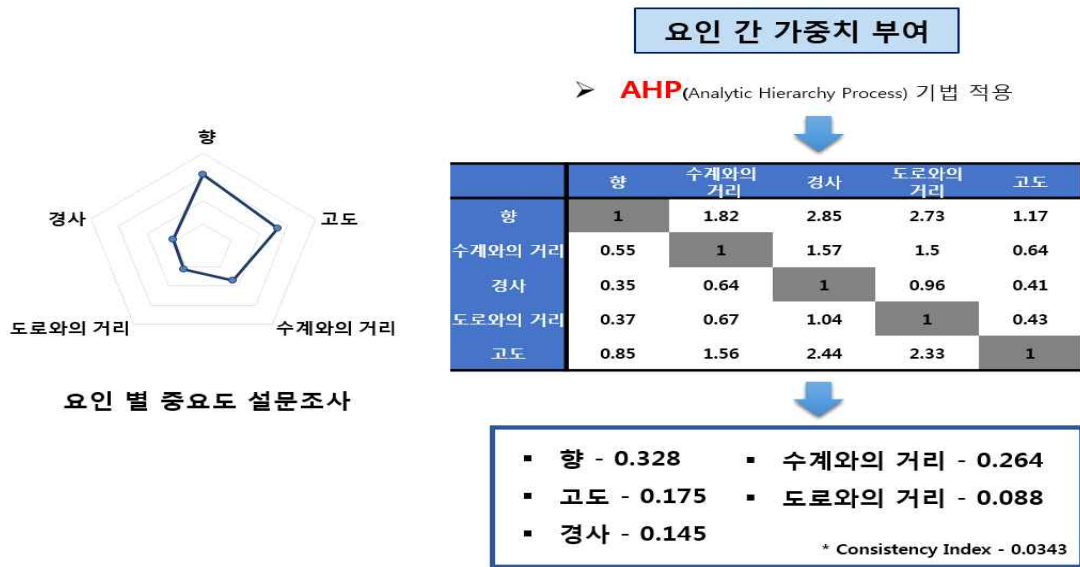 요인 간 가중치 부여
➢ AHP(Analytic Hierarchy Process) 기법 적용
향
경사
고도
도로와의 거리
수계와의 거리
요인 별 중요도 설문조사
향 수계와의 거리 경사 도로와의 거리 고도
향 1 1.82 2.85 2.73 1.17
수계와의 거리 0.55 1 1.57 1.5 0.64
경사 0.35 0.64 1 0.96 0.41
도로와의 거리 0.37 0.67 1.04 1 0.43
고도 0.85 1.56 2.44 2.33 1
▪ 향 - 0.328 ▪ 수계와의 거리 - 0.264
▪ 고도 - 0.175 ▪ 도로와의 거리 - 0.088
▪ 경사 - 0.145
* Consistency Index - 0.0343